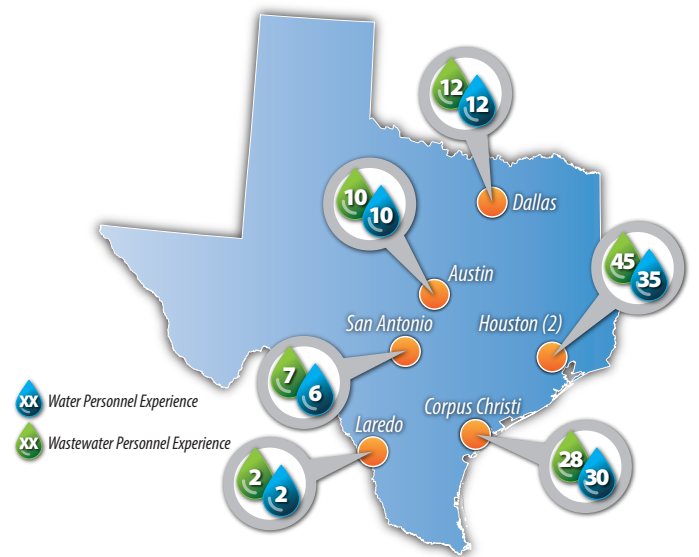 12
12
Dallas
10
10
Austin
45
35
San Antonio
Houston (2)
7
6
XX Water Personnel Experience
Corpus Christi
Laredo
XX Wastewater Personnel Experience
28
30
2
2